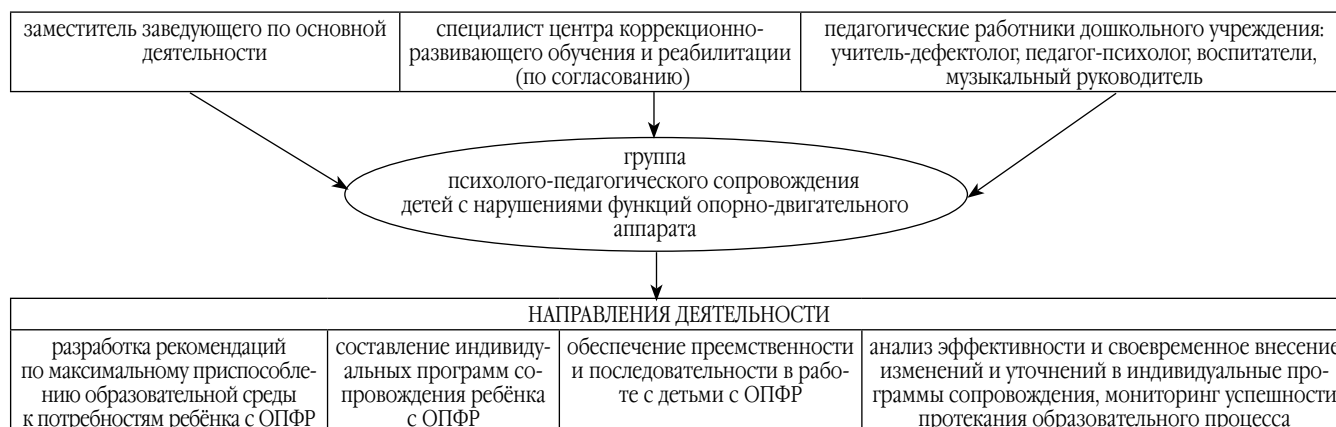 заместитель заведующего по основной
деятельности
специалист центра коррекционно-
развивающего обучения и реабилитации
(по согласованию)
педагогические работники дошкольного учреждения:
учитель-дефектолог, педагог-психолог, воспитатели,
музыкальный руководитель
группа
психолого-педагогического сопровождения
детей с нарушениями функций опорно-двигательного
аппарата
НАПРАВЛЕНИЯ ДЕЯТЕЛЬНОСТИ
разработка рекомендаций
по максимальному приспособле-
нию образовательной среды
к потребностям ребёнка с ОПФР
составление индивиду-
альных программ со-
провождения ребёнка
с ОПФР
обеспечение преемственности
и последовательности в рабо-
те с детьми с ОПФР
анализ эффективности и своевременное внесение
изменений и уточнений в индивидуальные про-
граммы сопровождения, мониторинг успешности
протекания образовательного процесса